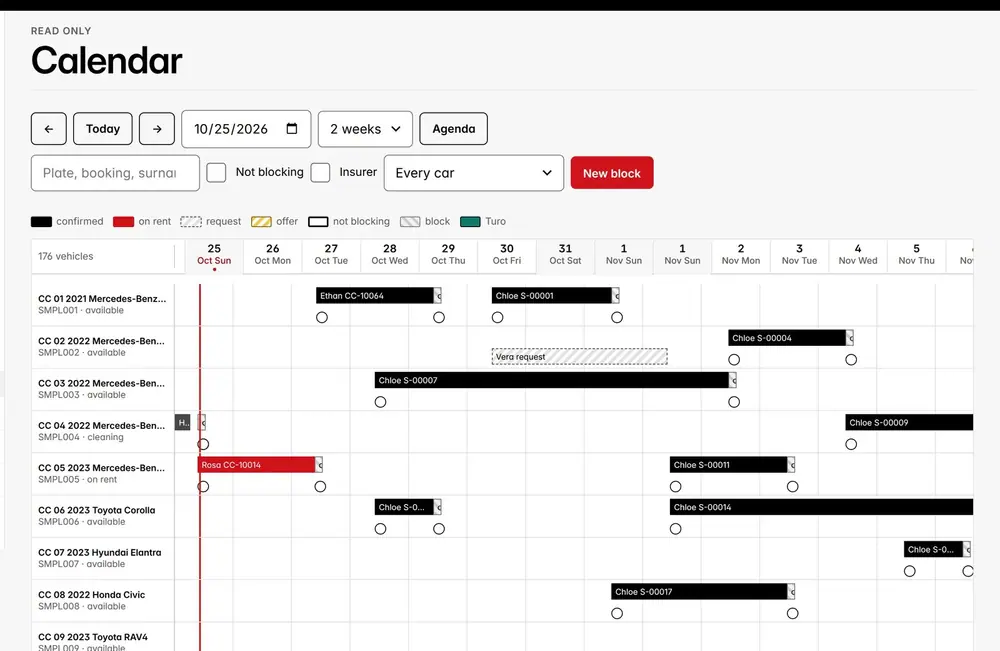 READ ONLY
Calendar
← Today → 10/25/2026 2 weeks Agenda
Plate, booking, surnai Not blocking Insurer Every car New block
confirmed on rent request offer not blocking block Turo
176 vehicles
25 26 27 28 29 30 31 1 1 2 3 4 5
Oct Sun Oct Mon Oct Tue Oct Wed Oct Thu Oct Fri Oct Sat Nov Sun Nov Sun Nov Mon Nov Tue Nov Wed Nov Thu
CC 01 2021 Mercedes-Benz... Ethan CC-10064 Chloe S-00001
SMPL001 · available
CC 02 2022 Mercedes-Ben... Chloe S-00004
SMPL002 · available Vera request
CC 03 2022 Mercedes-Ben... Chloe S-00007
SMPL003 · available
CC 04 2022 Mercedes-Ben... H.. Chloe S-00009
SMPL004 · cleaning
CC 05 2023 Mercedes-Ben... Rosa CC-10014 Chloe S-00011
SMPL005 · on rent
CC 06 2023 Toyota Corolla Chloe S-0... Chloe S-00014
SMPL006 · available
CC 07 2023 Hyundai Elantra Chloe S-0...
SMPL007 · available
CC 08 2022 Honda Civic Chloe S-00017
SMPL008 · available
CC 09 2023 Toyota RAV4
SMPL009 · available